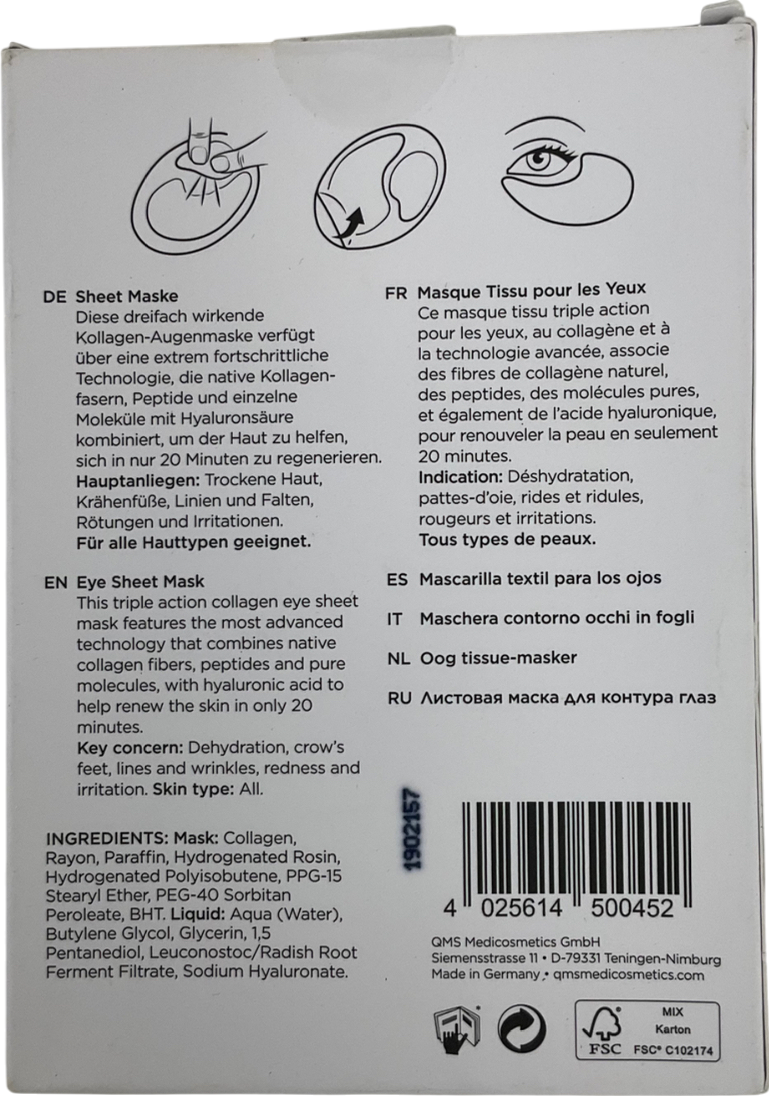 DE Sheet Maske
Diese dreifach wirkende
Kollagen-Augenmaske verfügt
über eine extrem fortschrittliche
Technologie, die native Kollagen-
fasern, Peptide und einzelne
Moleküle mit Hyaluronsäure
kombiniert, um der Haut zu helfen,
sich in nur 20 Minuten zu regenerieren.
Hauptanliegen: Trockene Haut,
Krähenfüße, Linien und Falten,
Rötungen und Irritationen.
Für alle Hauttypen geeignet.
EN Eye Sheet Mask
This triple action collagen eye sheet
mask features the most advanced
technology that combines native
collagen fibers, peptides and pure
molecules, with hyaluronic acid to
help renew the skin in only 20
minutes.
Key concern: Dehydration, crow's
feet, lines and wrinkles, redness and
irritation. Skin type: All.
INGREDIENTS: Mask: Collagen,
Rayon, Paraffin, Hydrogenated Rosin,
Hydrogenated Polyisobutene, PPG-15
Stearyl Ether, PEG-40 Sorbitan
Peroleate, BHT. Liquid: Aqua (Water),
Butylene Glycol, Glycerin, 1,5
Pentanediol, Leuconostoc/Radish Root
Ferment Filtrate, Sodium Hyaluronate.
FR Masque Tissu pour les Yeux
Ce masque tissu triple action
pour les yeux, au collagène et à
la technologie avancée, associe
des fibres de collagène naturel,
des peptides, des molécules pures,
et également de l'acide hyaluronique,
pour renouveler la peau en seulement
20 minutes.
Indication: Déshydratation,
pattes-d'oie, rides et ridules,
rougeurs et irritations.
Tous types de peaux.
ES Mascarilla textil para los ojos
IT Maschera contorno occhi in fogli
NL Oog tissue-masker
RU Листовая маска для контура глаз
1902157
4 025614 500452
QMS Medicosmetics GmbH
Siemensstrasse 11 • D-79331 Teningen-Nimburg
Made in Germany • qmsmedicosmetics.com
MIX
Karton
FSC FSC® C102174